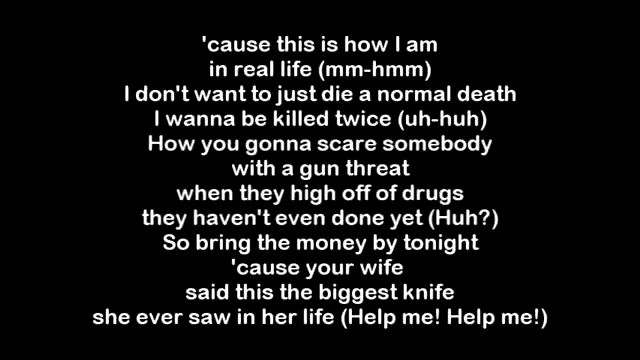 'cause this is how I am
in real life (mm-hmm)
I don't want to just die a normal death
I wanna be killed twice (uh-huh)
How you gonna scare somebody
with a gun threat
when they high off of drugs
they haven't even done yet (Huh?)
So bring the money by tonight
'cause your wife
said this the biggest knife
she ever saw in her life (Help me! Help me!)